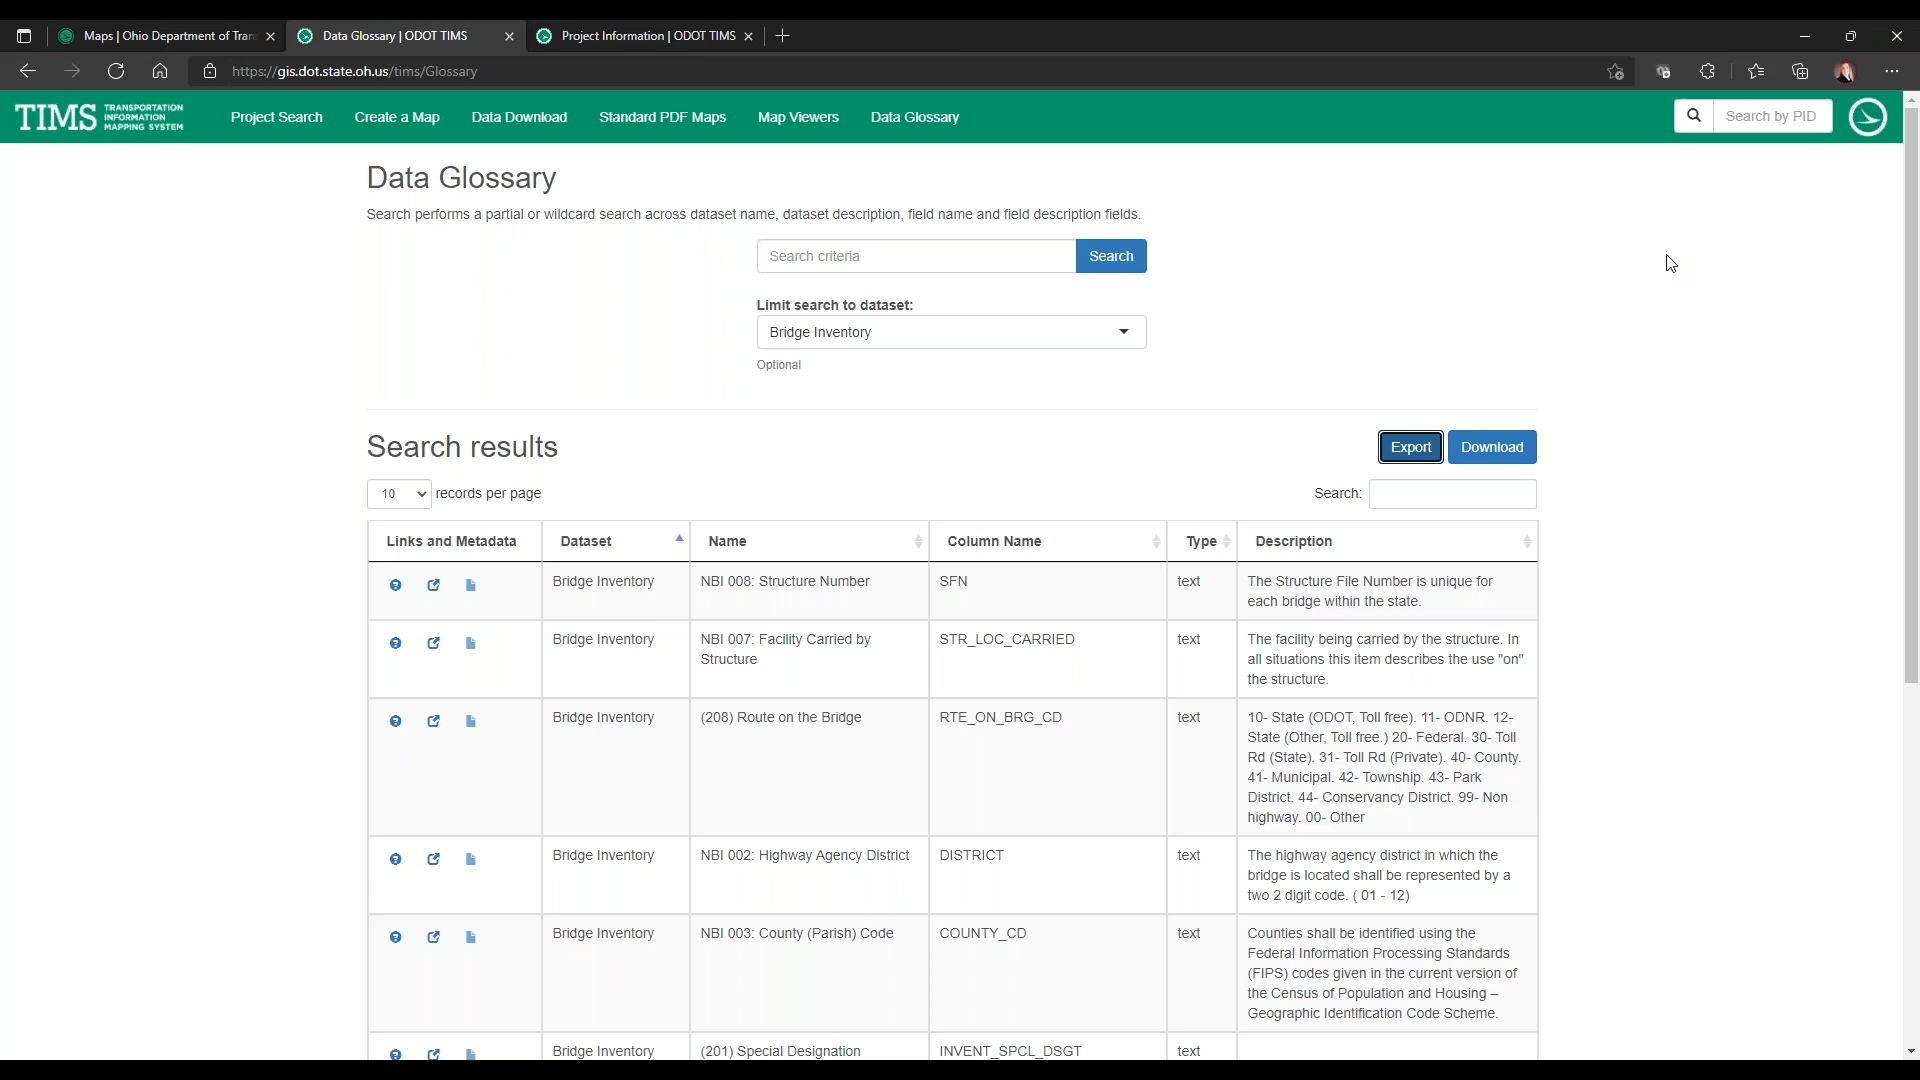 Maps | Ohio Department of Tran
Data Glossary | ODOT TIMS
Project Information | ODOT TIMS
https://gis.dot.state.oh.us/tims/Glossary
TIMS TRANSPORTATION INFORMATION MAPPING SYSTEM
Project Search
Create a Map
Data Download
Standard PDF Maps
Map Viewers
Data Glossary
Search by PID
Data Glossary
Search performs a partial or wildcard search across dataset name, dataset description, field name and field description fields.
Search criteria
Search
Limit search to dataset:
Bridge Inventory
Optional
Search results
Export
Download
10
records per page
Search:
Links and Metadata
Dataset
Name
Column Name
Type
Description
Bridge Inventory
NBI 008: Structure Number
SFN
text
The Structure File Number is unique for
each bridge within the state.
Bridge Inventory
NBI 007: Facility Carried by
Structure
STR_LOC_CARRIED
text
The facility being carried by the structure. In
all situations this item describes the use "on"
the structure.
Bridge Inventory
(208) Route on the Bridge
RTE_ON_BRG_CD
text
10- State (ODOT, Toll free). 11- ODNR. 12-
State (Other, Toll free.) 20- Federal. 30- Toll
Rd (State). 31- Toll Rd (Private). 40- County.
41- Municipal. 42- Township. 43- Park
District. 44- Conservancy District. 99- Non
highway. 00- Other
Bridge Inventory
NBI 002: Highway Agency District
DISTRICT
text
The highway agency district in which the
bridge is located shall be represented by a
two 2 digit code. ( 01 - 12)
Bridge Inventory
NBI 003: County (Parish) Code
COUNTY_CD
text
Counties shall be identified using the
Federal Information Processing Standards
(FIPS) codes given in the current version of
the Census of Population and Housing –
Geographic Identification Code Scheme.
Bridge Inventory
(201) Special Designation
INVENT_SPCL_DSGT
text